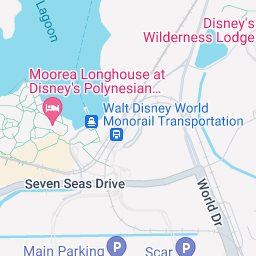 Lagoon
Disney's
Wilderness Lodge
Moorea Longhouse at
Disney's Polynesian...
Walt Disney World
Monorail Transportation
Seven Seas Drive
World Dr
Main Parking
P
Scar
P